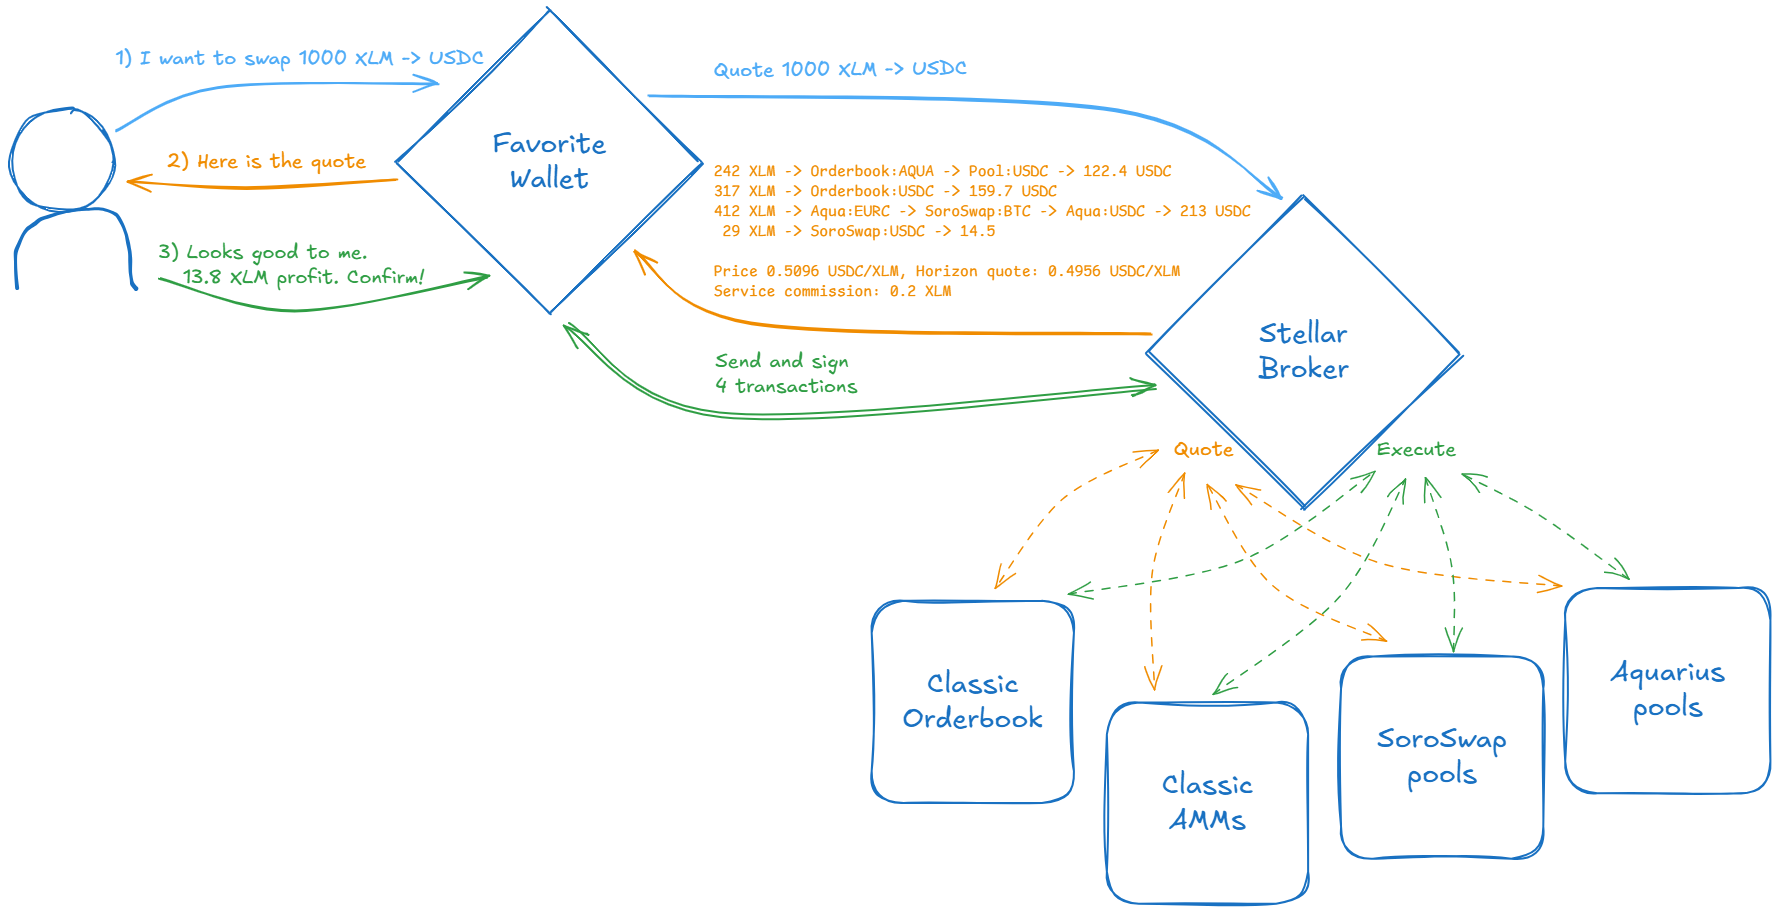 1) I want to swap 1000 XLM -> USDC
Quote 1000 XLM -> USDC
Favorite
Wallet
2) Here is the quote
242 XLM -> Orderbook:AQUA -> Pool:USDC -> 122.4 USDC
317 XLM -> Orderbook:USDC -> 159.7 USDC
412 XLM -> Aqua:EURC -> SoroSwap:BTC -> Aqua:USDC -> 213 USDC
29 XLM -> SoroSwap:USDC -> 14.5
Price 0.5096 USDC/XLM, Horizon quote: 0.4956 USDC/XLM
Service commission: 0.2 XLM
3) Looks good to me.
13.8 XLM profit. Confirm!
Stellar
Broker
Send and sign
4 transactions
Quote
Execute
Classic
Orderbook
Classic
AMMs
SoroSwap
pools
Aquarius
pools